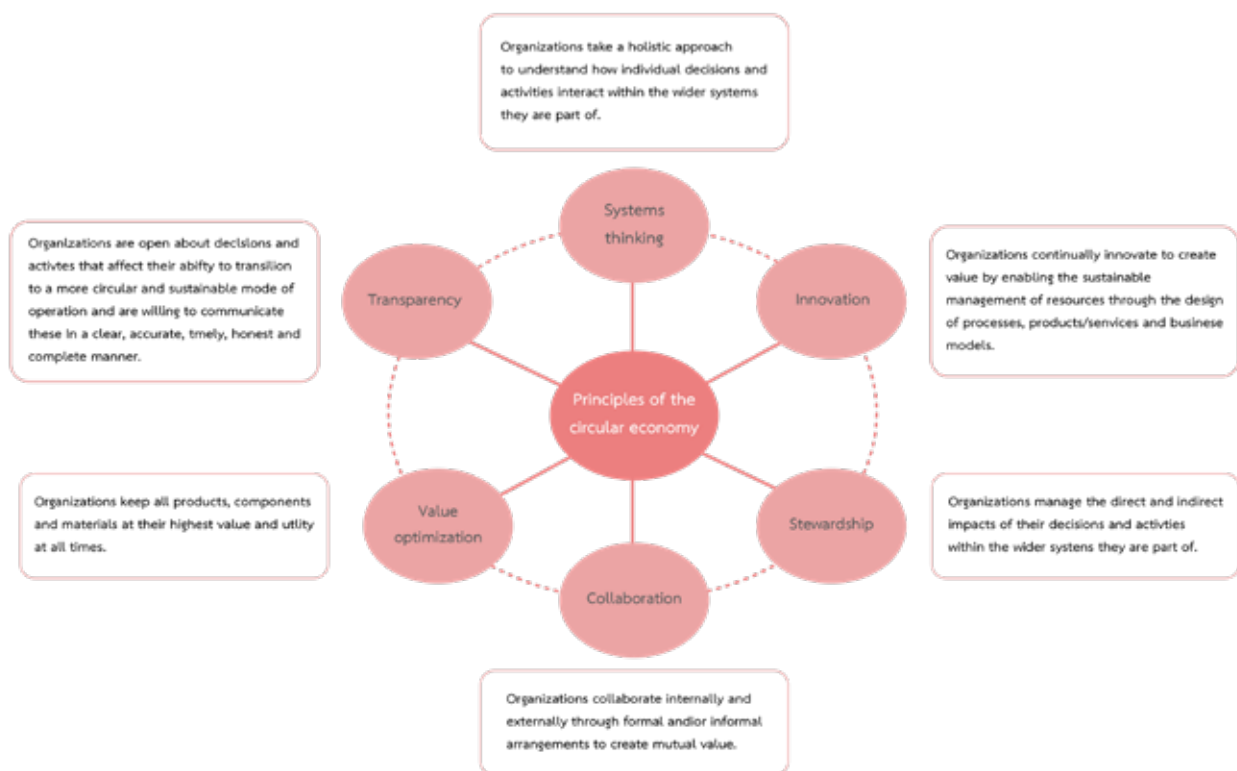 Organizations take a holistic approach
to understand how individual decisions and
activities interact within the wider systems
they are part of.
Systems
thinking
Organizations are open about decisions and
activtes that affect their abifty to transilion
to a more circular and sustainable mode of
operation and are willing to communicate
these in a clear, accurate, tmely, honest and
complete manner.
Transparency
Innovation
Organizations continually innovate to create
value by enabling the sustainable
management of resources through the design
of processes, products/senvices and businese
models.
Principles of the
circular economy
Organizations keep all products, components
and materials at their highest value and utlity
at all times.
Value
optimization
Stewardship
Organizations manage the direct and indirect
impacts of their decisions and activties
within the wider systens they are part of.
Collaboration
Organizations collaborate internally and
externally through formal andior informal
arrangements to create mutual value.